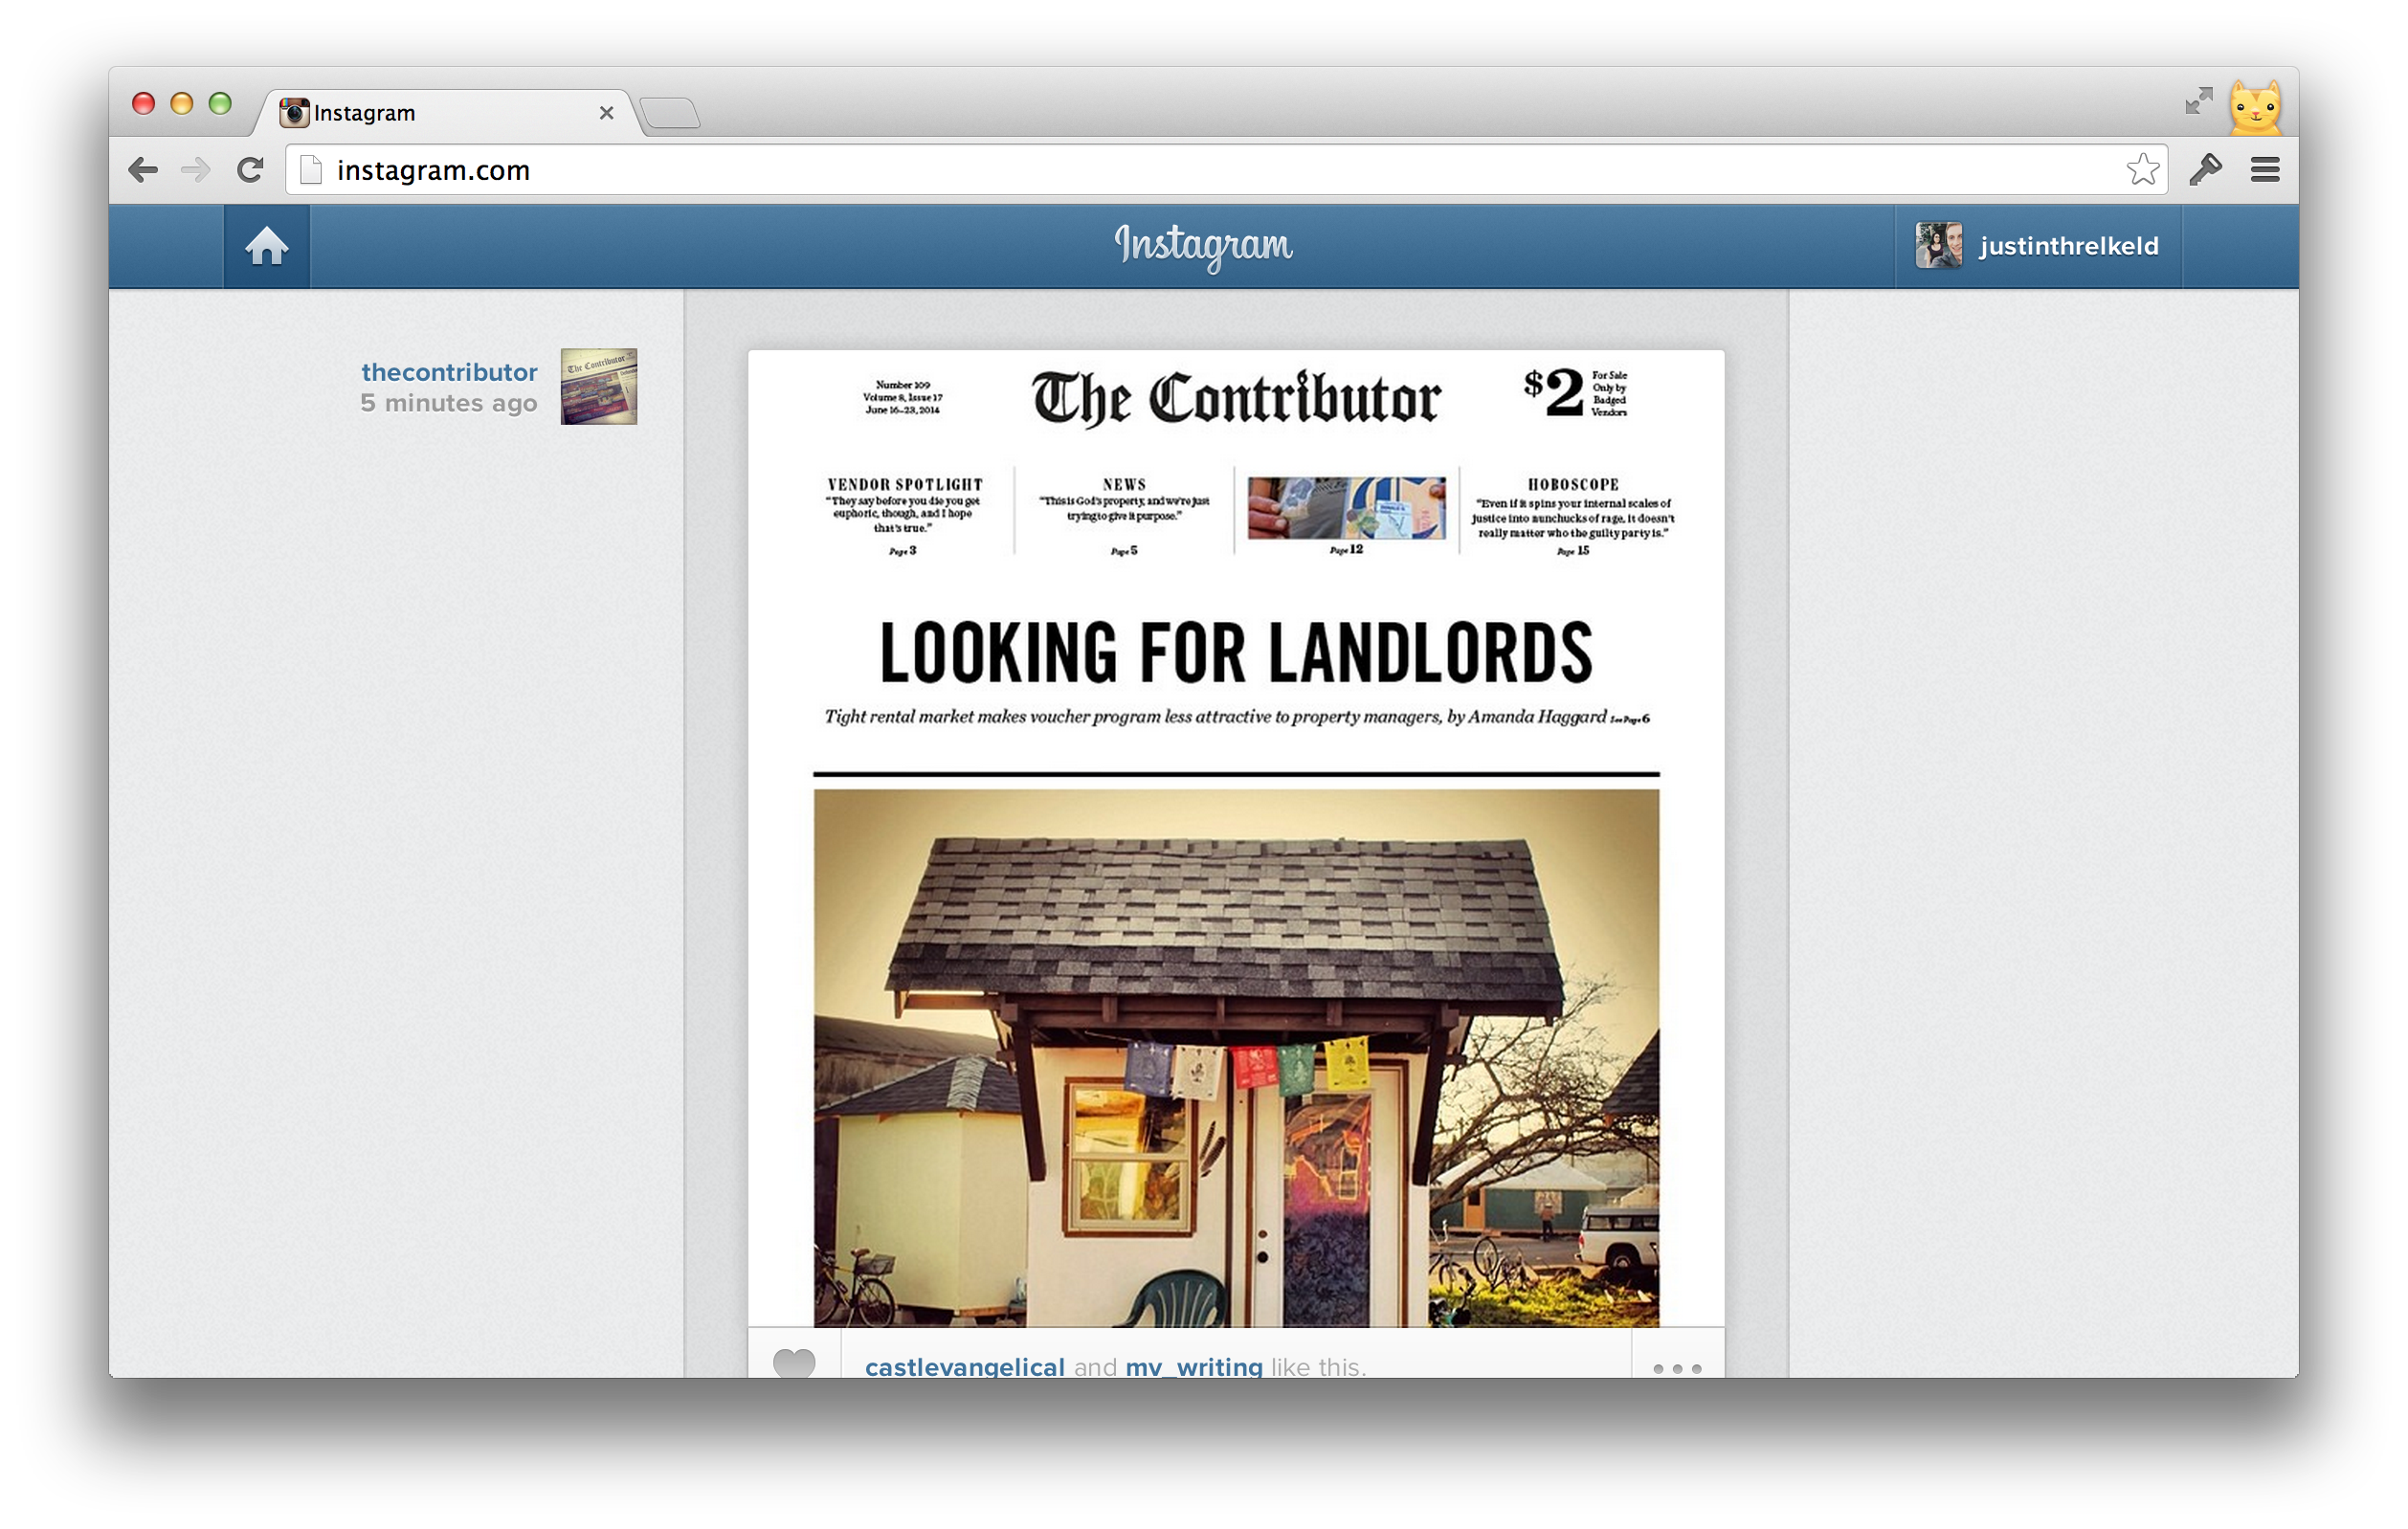 Instagram
instagram.com
Instagram
justinthrelkeld
thecontributor
5 minutes ago
The Contributor
Number 109
Volume 8, Issue 17
June 16–23, 2014
The Contributor
$2
For Sale
Only by
Badged
Vendors
VENDOR SPOTLIGHT
“They say before you die you get
euphoric, though, and I hope
that’s true.”
Page 3
NEWS
“This is God’s property, and we’re just
trying to give it purpose.”
Page 5
Page 12
HOBOSCOPE
“Even if it spins your internal scales of
justice into nunchucks of rage, it doesn’t
really matter who the guilty party is.”
Page 15
LOOKING FOR LANDLORDS
Tight rental market makes voucher program less attractive to property managers, by Amanda Haggard See Page 6
castlevangelical and mv_writing like this.